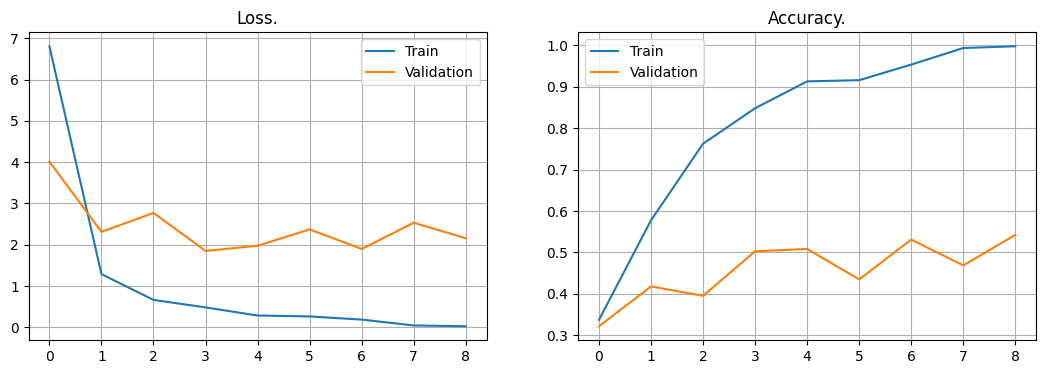 Loss.
7
6
5
4
3
2
1
0
0 1 2 3 4 5 6 7 8
Train
Validation
Accuracy.
1.0
0.9
0.8
0.7
0.6
0.5
0.4
0.3
0 1 2 3 4 5 6 7 8
Train
Validation